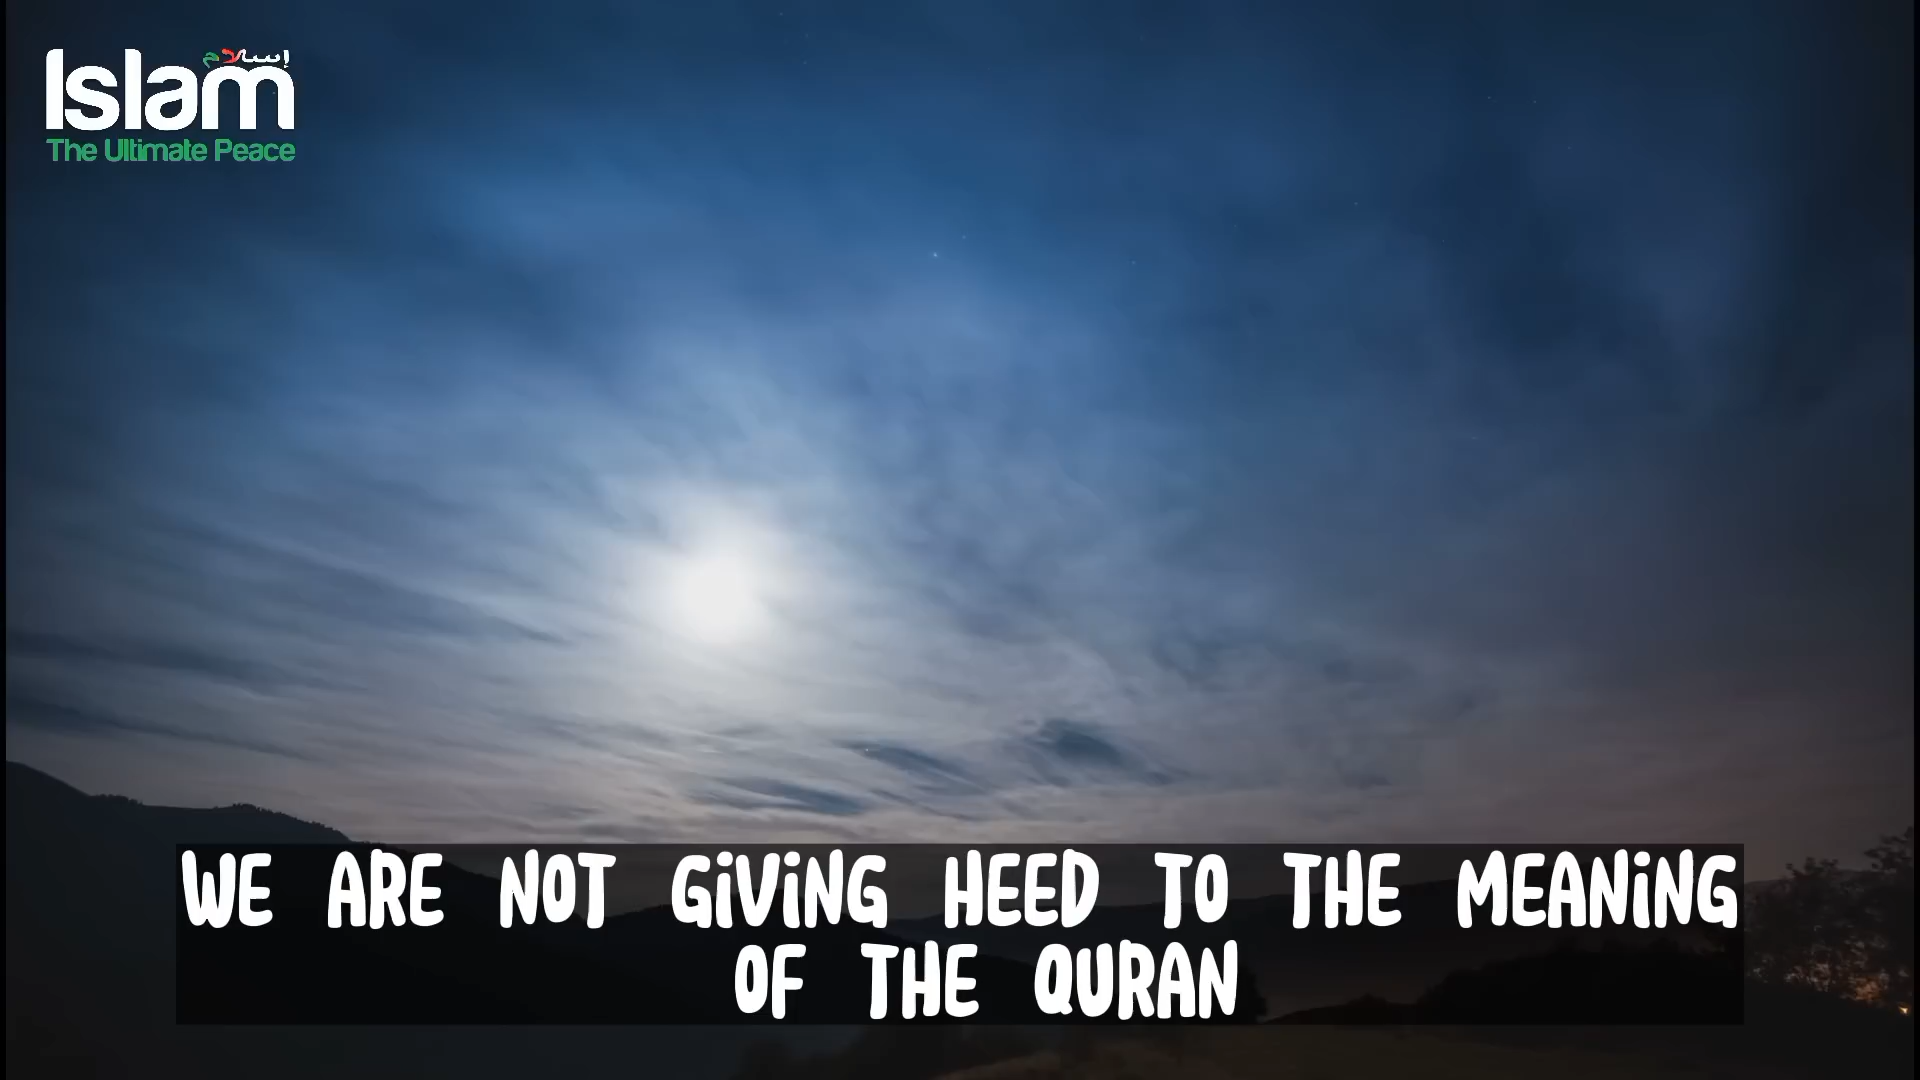 إسلام
Islam
The Ultimate Peace
WE ARE NOT GIVING HEED TO THE MEANING
OF THE QURAN